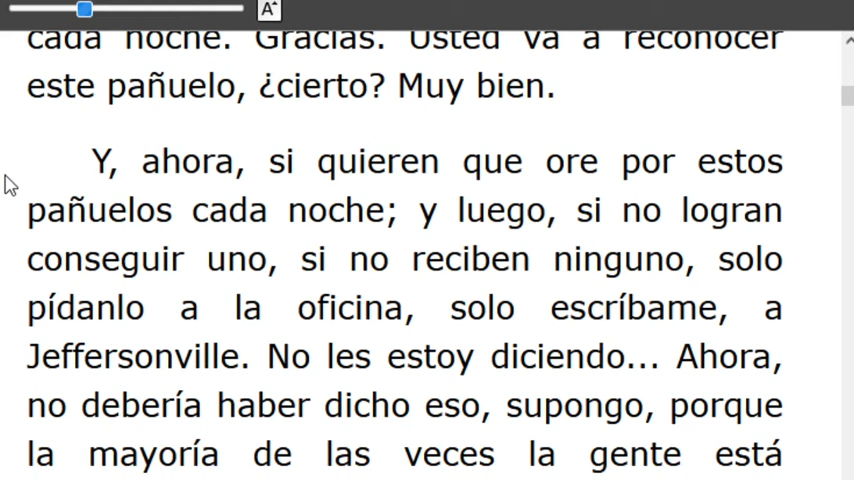 A
cada noche. Gracias. Usted va a reconocer
este pañuelo, ¿cierto? Muy bien.
Y, ahora, si quieren que ore por estos
pañuelos cada noche; y luego, si no logran
conseguir uno, si no reciben ninguno, solo
pídanlo a la oficina, solo escríbame, a
Jeffersonville. No les estoy diciendo... Ahora,
no debería haber dicho eso, supongo, porque
la mayoría de las veces la gente está